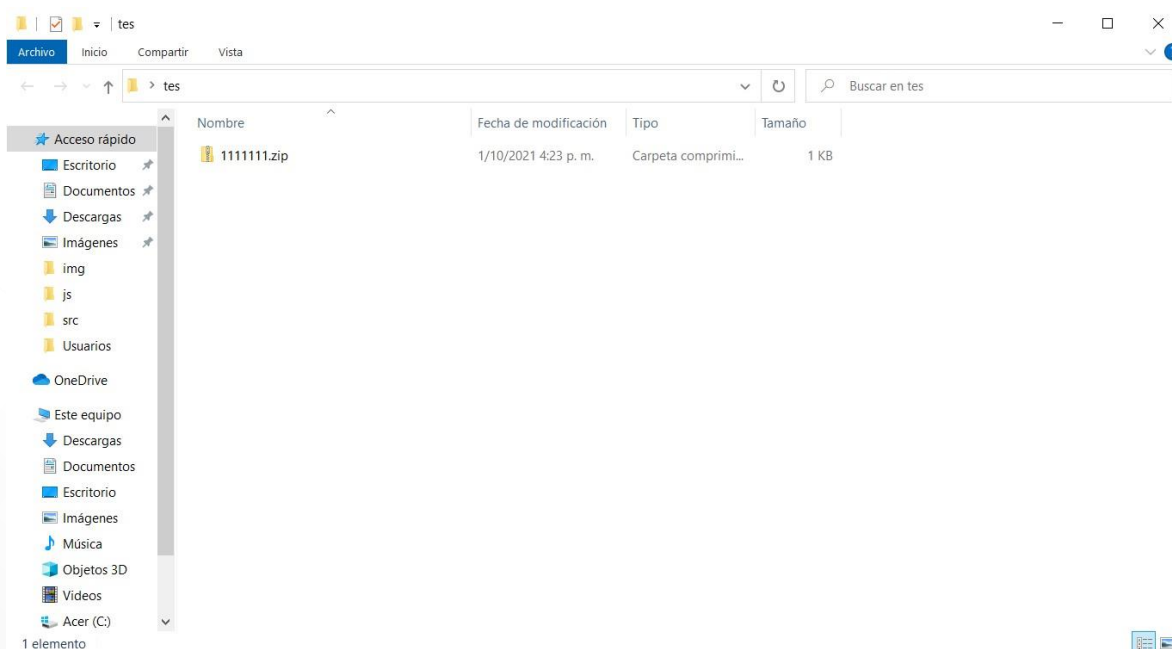 tes
Archivo Inicio Compartir Vista
tes
Buscar en tes
Nombre Fecha de modificación Tipo Tamaño
1111111.zip 1/10/2021 4:23 p. m. Carpeta comprimi... 1 KB
Acceso rápido
Escritorio
Documentos
Descargas
Imágenes
img
js
src
Usuarios
OneDrive
Este equipo
Descargas
Documentos
Escritorio
Imágenes
Música
Objetos 3D
Videos
Acer (C:)
1 elemento